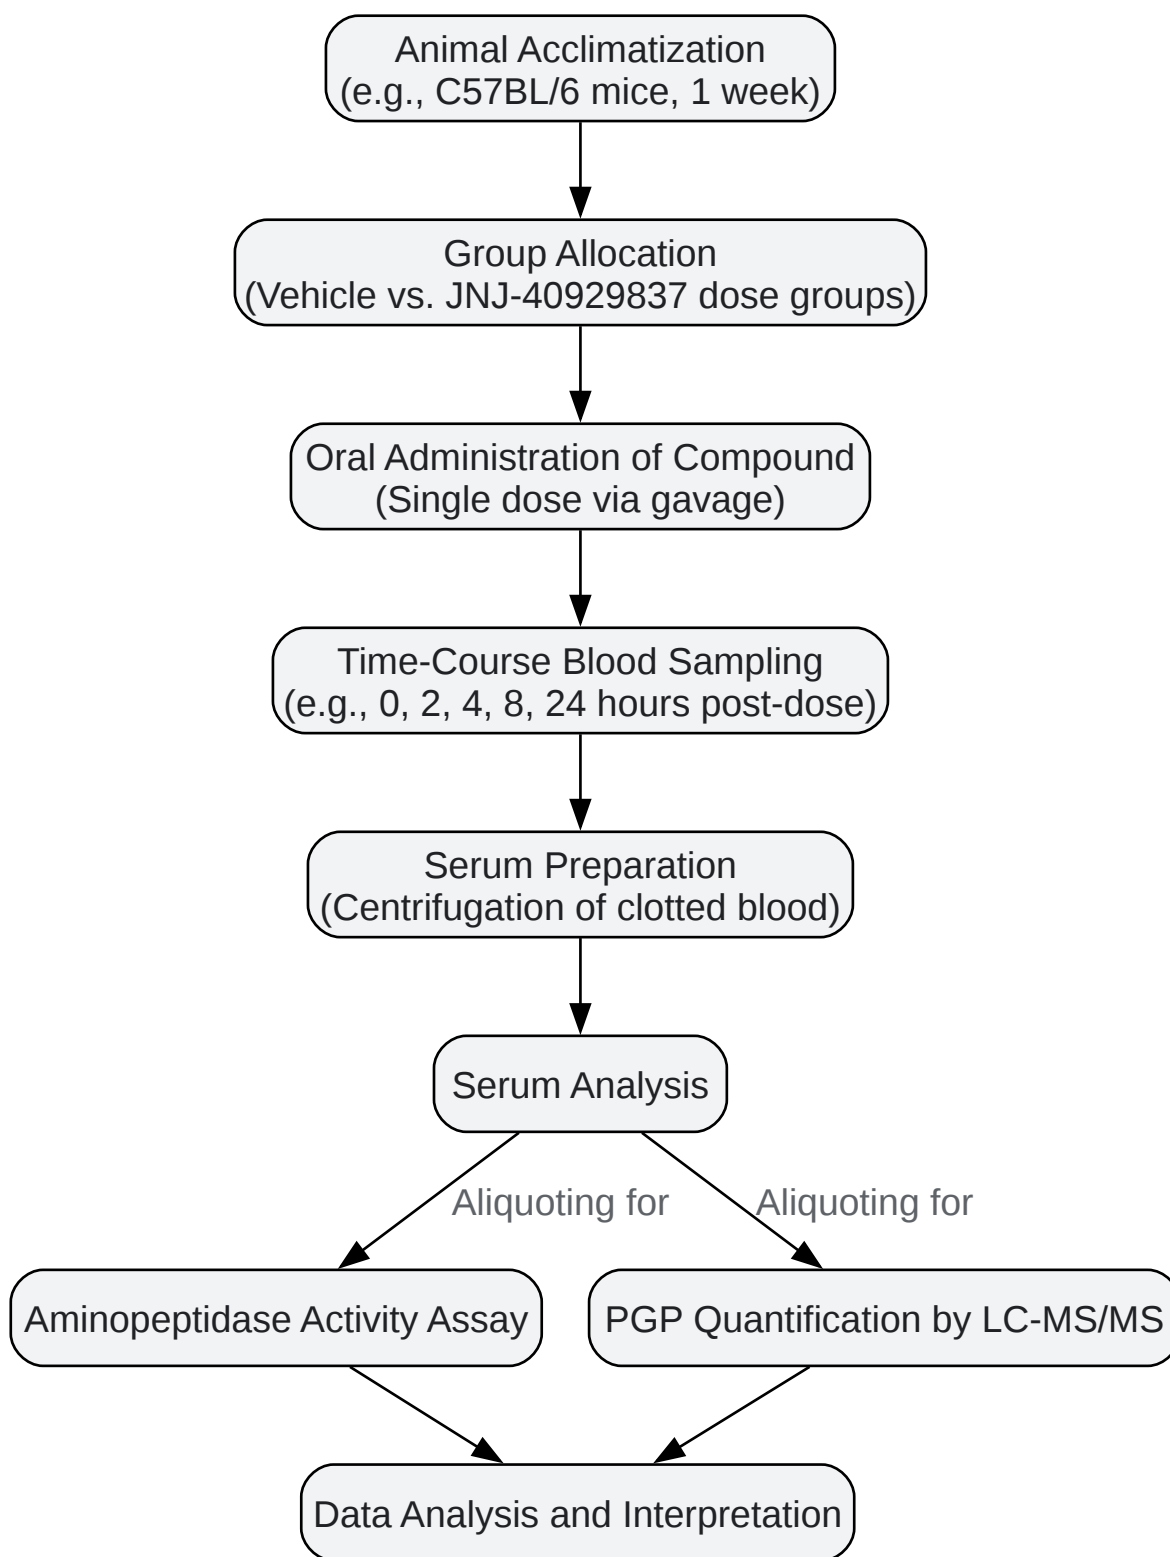 Animal Acclimatization
(e.g., C57BL/6 mice, 1 week)
Group Allocation
(Vehicle vs. JNJ-40929837 dose groups)
Oral Administration of Compound
(Single dose via gavage)
Time-Course Blood Sampling
(e.g., 0, 2, 4, 8, 24 hours post-dose)
Serum Preparation
(Centrifugation of clotted blood)
Serum Analysis
Aliquoting for
Aliquoting for
Aminopeptidase Activity Assay
PGP Quantification by LC-MS/MS
Data Analysis and Interpretation